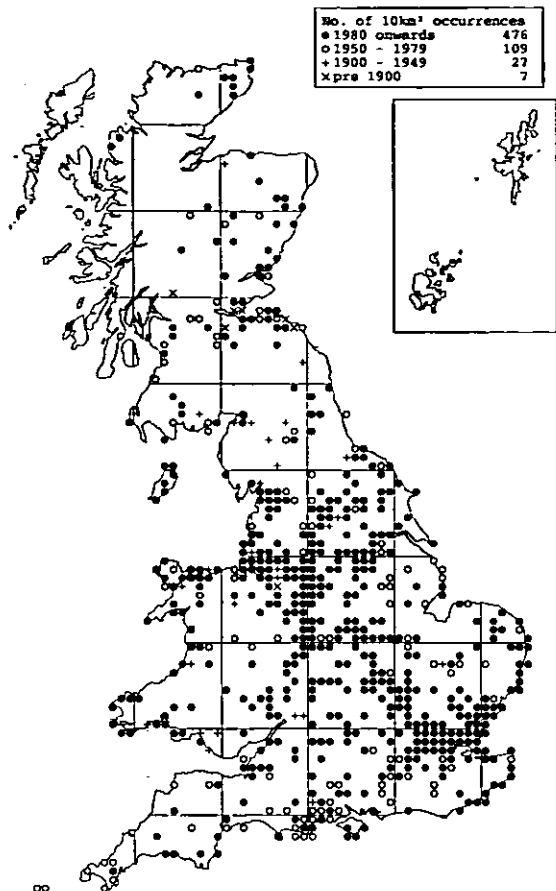 No. of 10km² occurrences
● 1980 onwards 476
○ 1950 - 1979 109
+ 1900 - 1949 27
× pre 1900 7